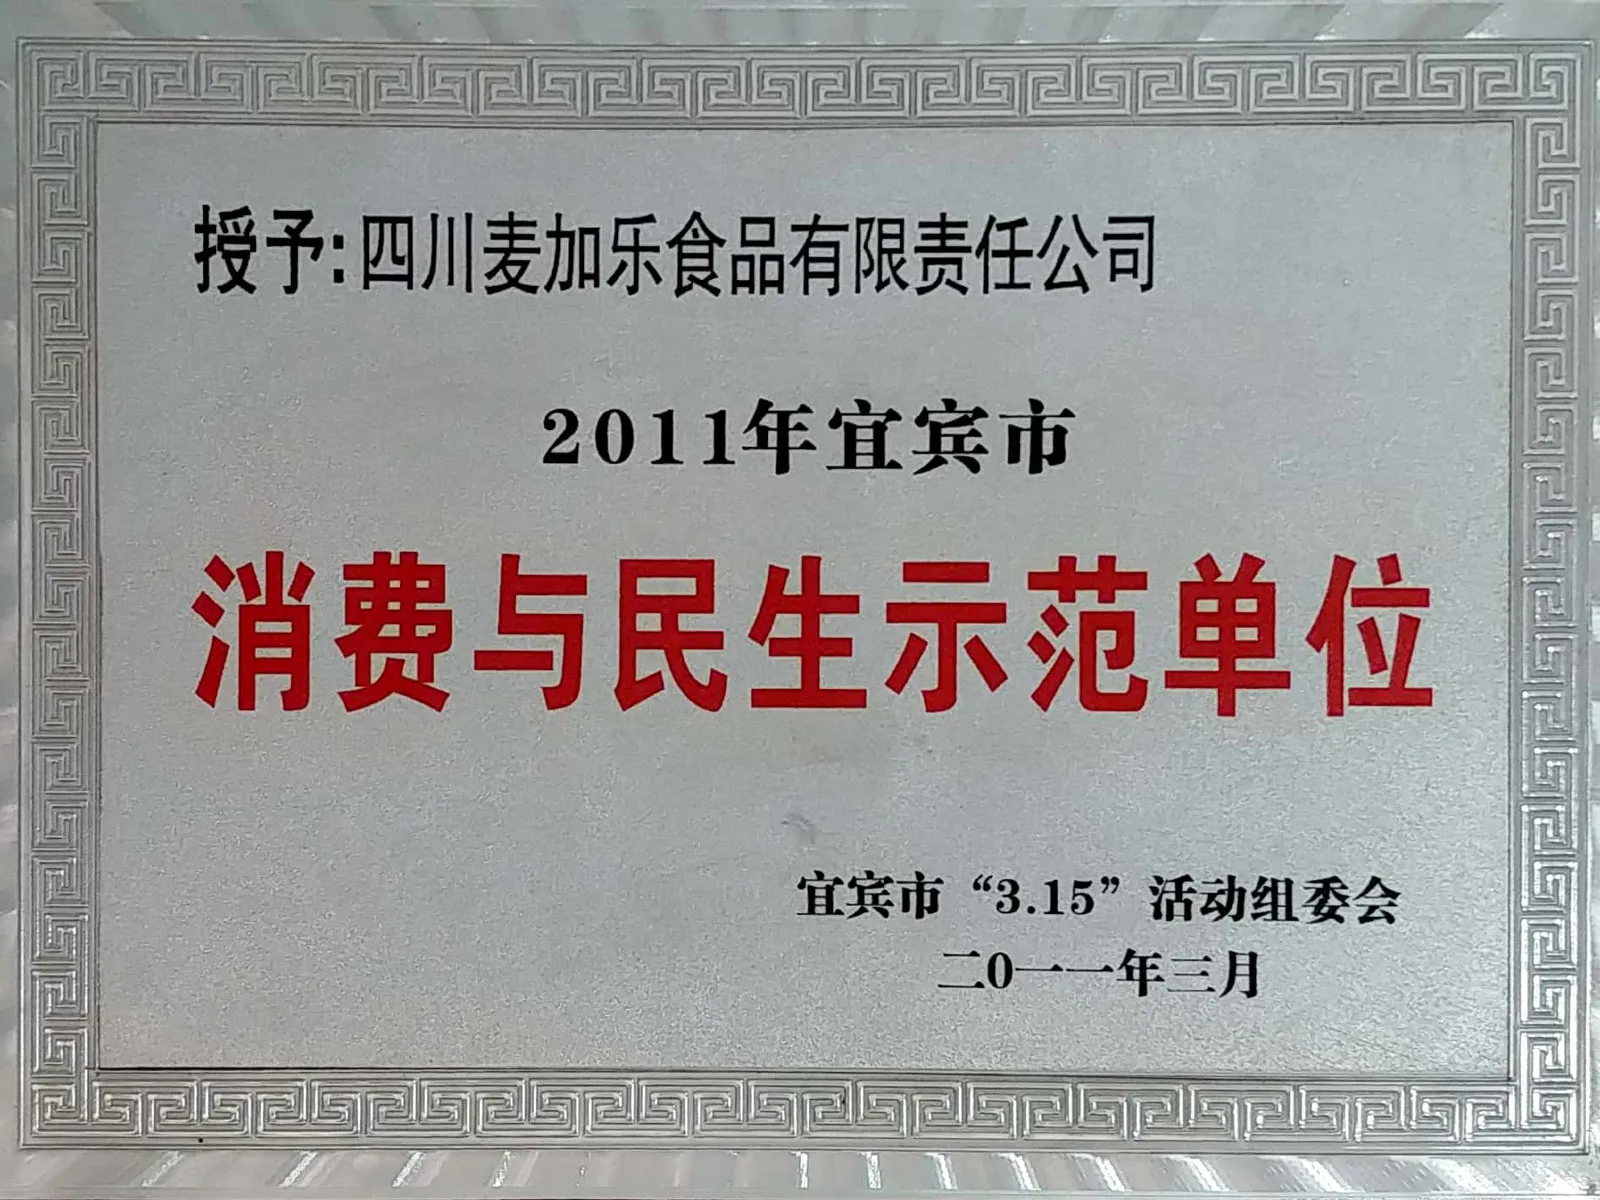 授予:四川麦加乐食品有限责任公司
2011年宜宾市
消费与民生示范单位
宜宾市“3.15”活动组委会
二0一一年三月